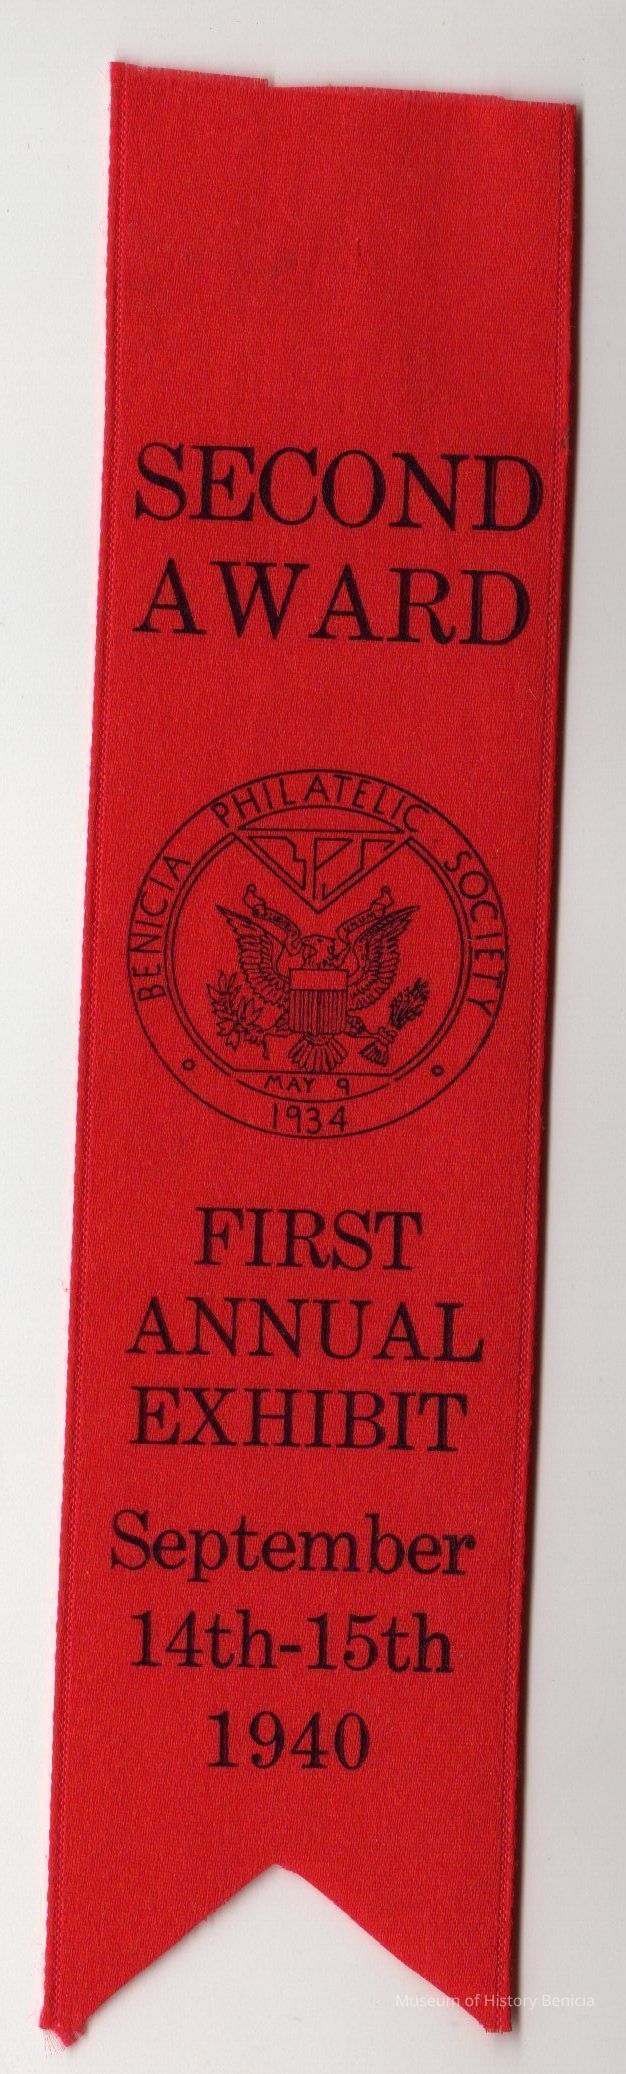 SECOND
AWARD
BENICIA PHILATELIC SOCIETY
BPS
MAY 9
1934
FIRST
ANNUAL
EXHIBIT
September
14th-15th
1940
Museum of History Benicia